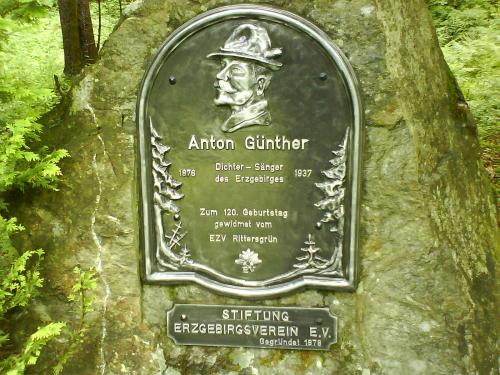 Anton Günther
Dichter - Sänger
1876 des Erzgebirges 1937
Zum 120. Geburtstag
gewidmet vom
EZV Rittersgrün
STIFTUNG
ERZGEBIRGSVEREIN E.V.
Gegründet 1878